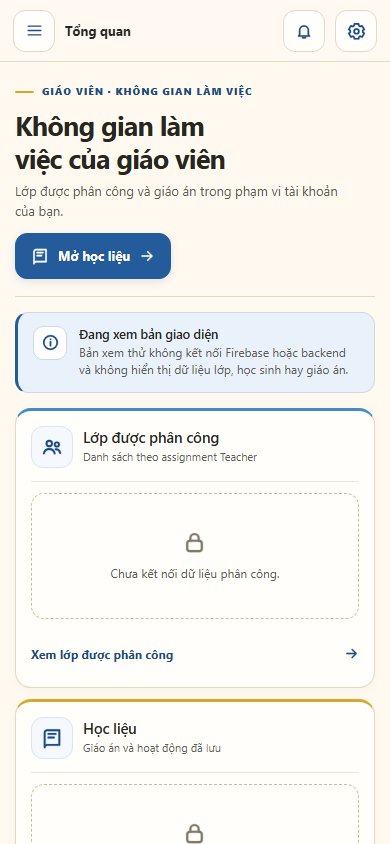 Tổng quan
GIÁO VIÊN · KHÔNG GIAN LÀM VIỆC
Không gian làm
việc của giáo viên
Lớp được phân công và giáo án trong phạm vi tài khoản
của bạn.
Mở học liệu
Đang xem bản giao diện
Bản xem thử không kết nối Firebase hoặc backend
và không hiển thị dữ liệu lớp, học sinh hay giáo án.
Lớp được phân công
Danh sách theo assignment Teacher
Chưa kết nối dữ liệu phân công.
Xem lớp được phân công
Học liệu
Giáo án và hoạt động đã lưu